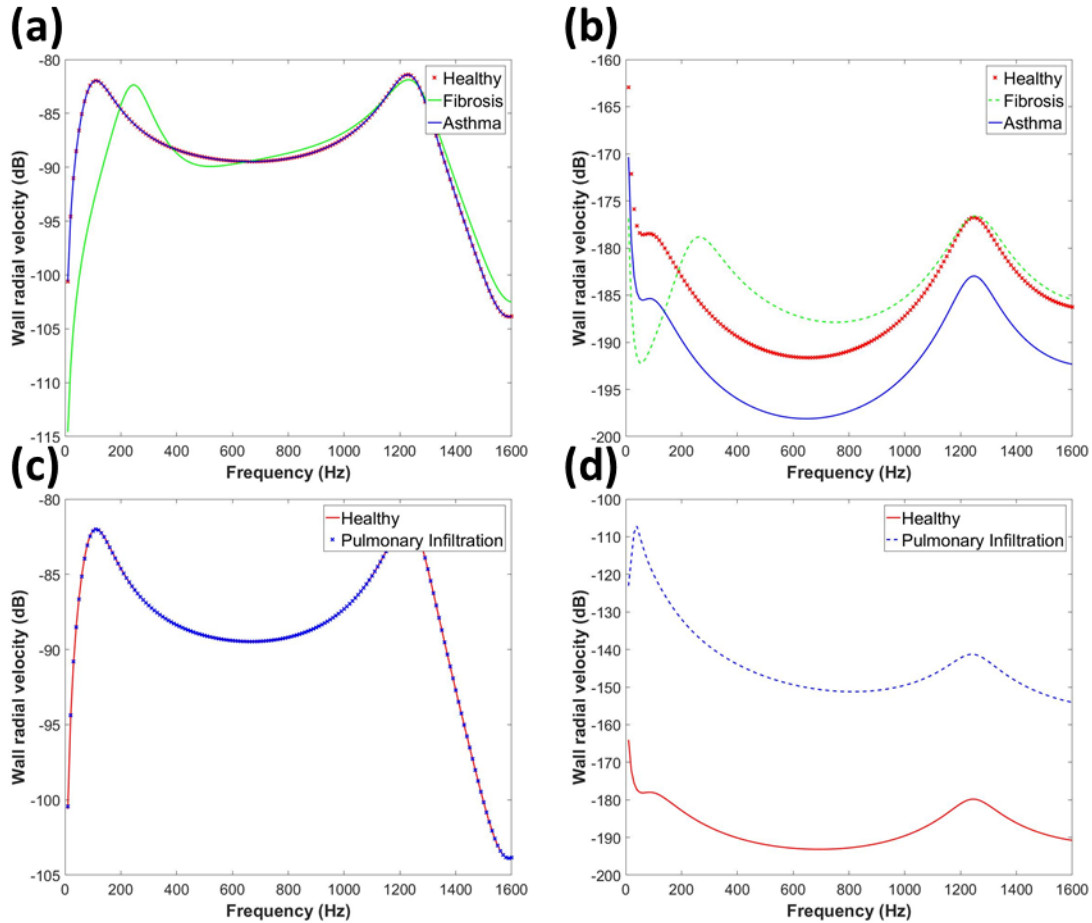 (a)
-80
-85
-90
-95
-100
-105
-110
-115
Wall radial velocity (dB)
Healthy
Fibrosis
Asthma
0 200 400 600 800 1000 1200 1400 1600
Frequency (Hz)
(b)
-160
-165
-170
-175
-180
-185
-190
-195
-200
Wall radial velocity (dB)
Healthy
Fibrosis
Asthma
0 200 400 600 800 1000 1200 1400 1600
Frequency (Hz)
(c)
-80
-85
-90
-95
-100
-105
Wall radial velocity (dB)
Healthy
Pulmonary Infiltration
0 200 400 600 800 1000 1200 1400 1600
Frequency (Hz)
(d)
-100
-110
-120
-130
-140
-150
-160
-170
-180
-190
-200
Wall radial velocity (dB)
Healthy
Pulmonary Infiltration
0 200 400 600 800 1000 1200 1400 1600
Frequency (Hz)